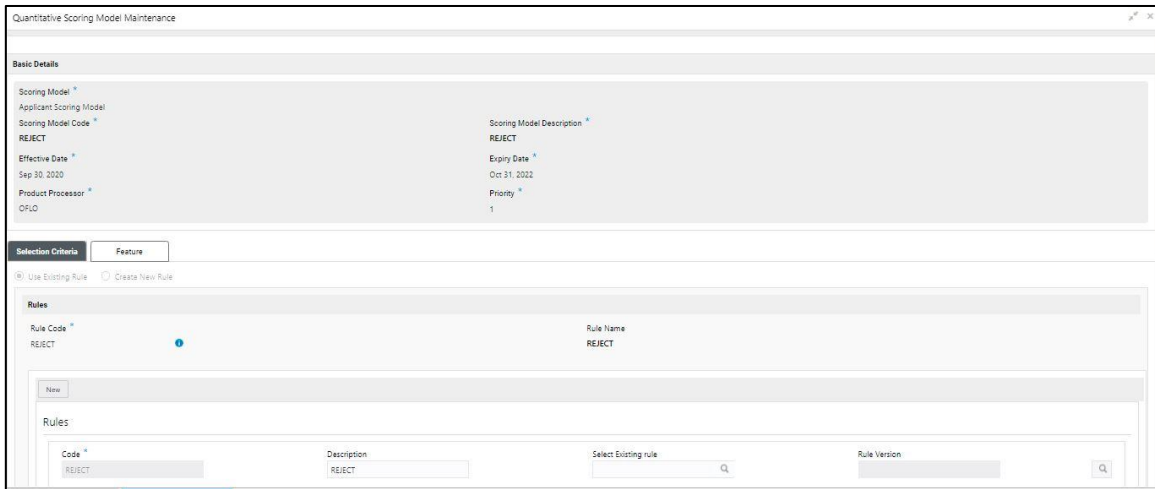 Quantitative Scoring Model Maintenance
Basic Details
Scoring Model *
Applicant Scoring Model
Scoring Model Code * Scoring Model Description *
REJECT REJECT
Effective Date * Expiry Date *
Sep 30, 2020 Oct 31, 2022
Product Processor * Priority *
OFLO 1
Selection Criteria Feature
Use Existing Rule Create New Rule
Rules
Rule Code * Rule Name
REJECT REJECT
New
Rules
Code * Description Select Existing rule Rule Version
REJECT REJECT